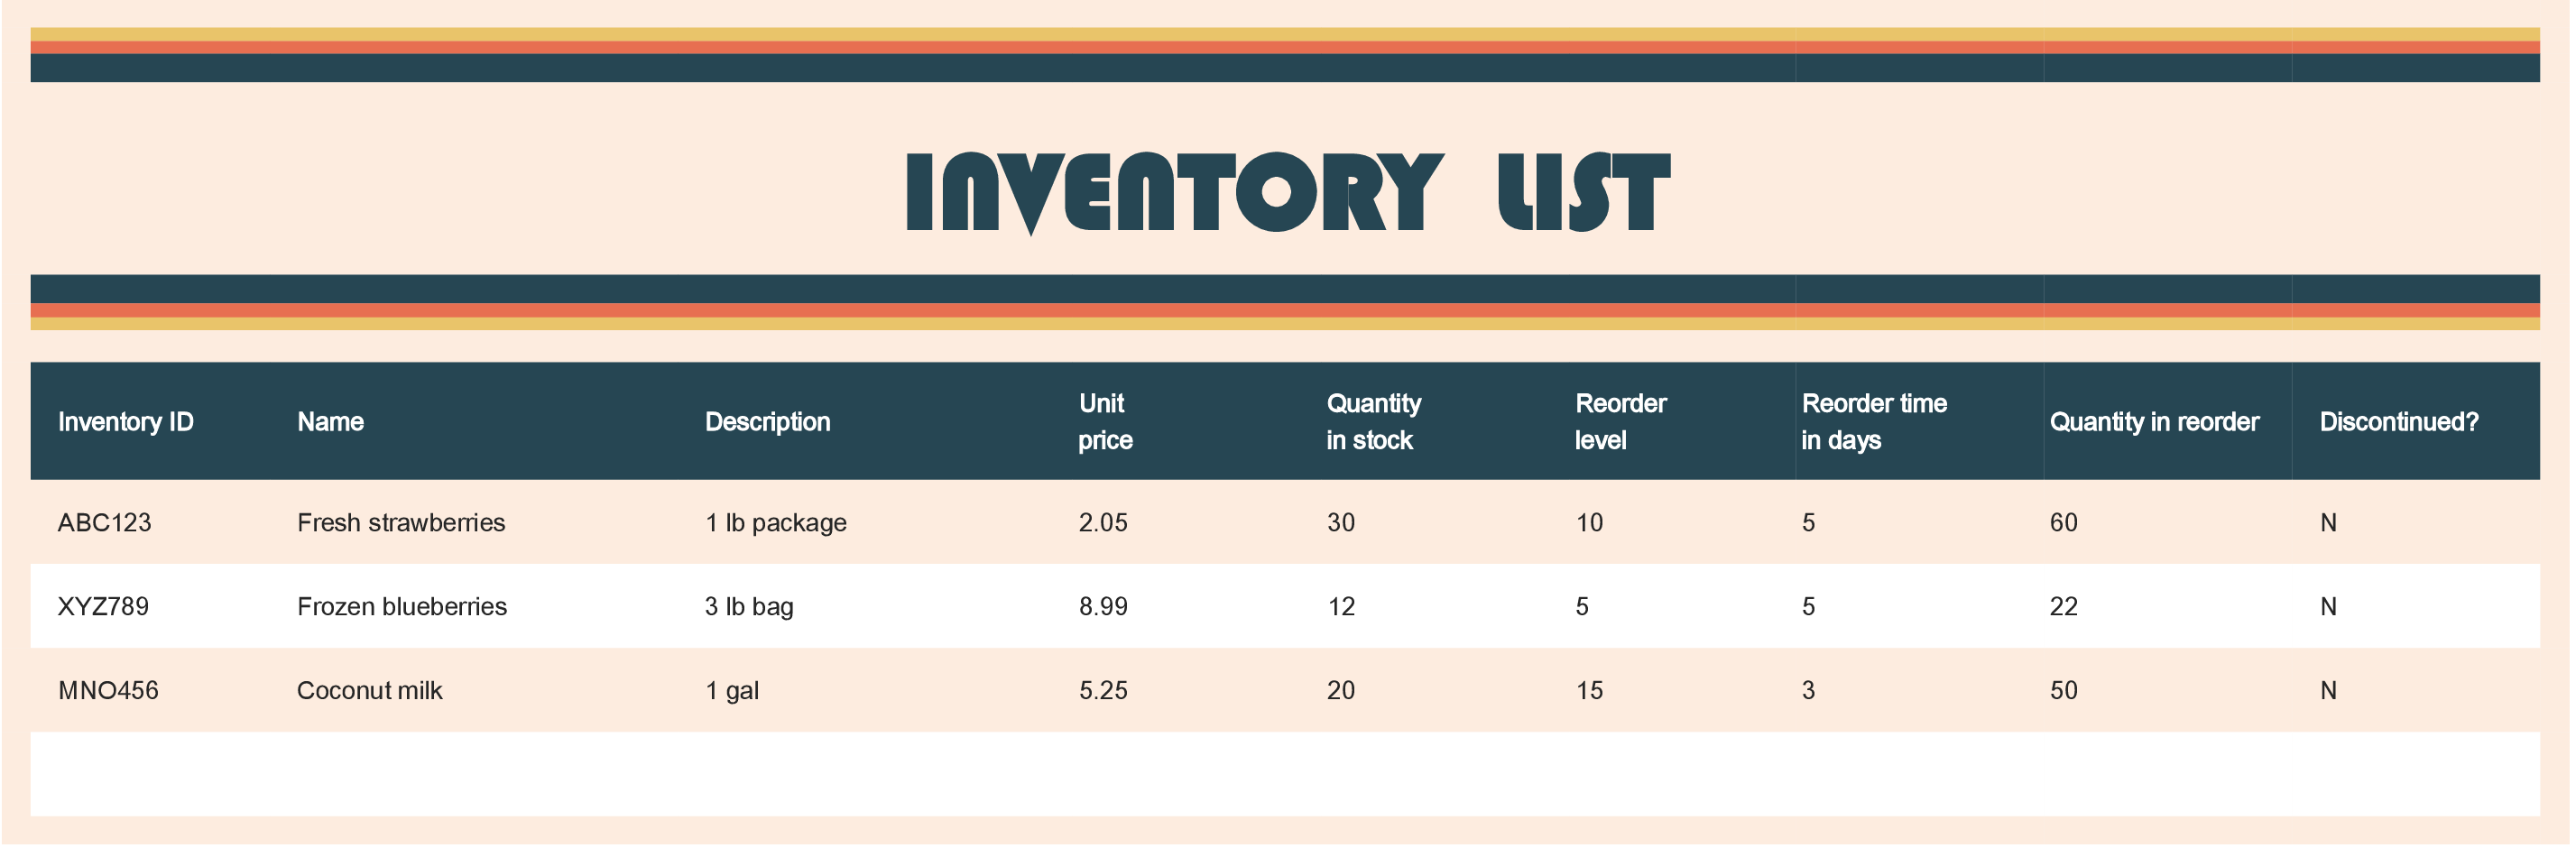 INVENTORY LIST
Inventory ID Name Description Unit price Quantity in stock Reorder level Reorder time in days Quantity in reorder Discontinued?
ABC123 Fresh strawberries 1 lb package 2.05 30 10 5 60 N
XYZ789 Frozen blueberries 3 lb bag 8.99 12 5 5 22 N
MNO456 Coconut milk 1 gal 5.25 20 15 3 50 N